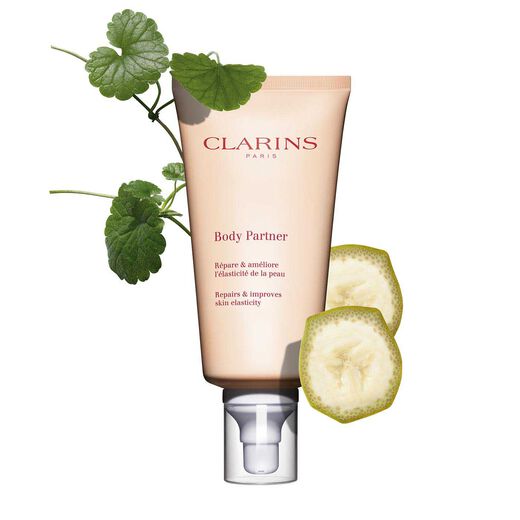 CLARINS
PARIS
Body Partner
Répare & améliore
l'élasticité de la peau
Repairs & improves
skin elasticity